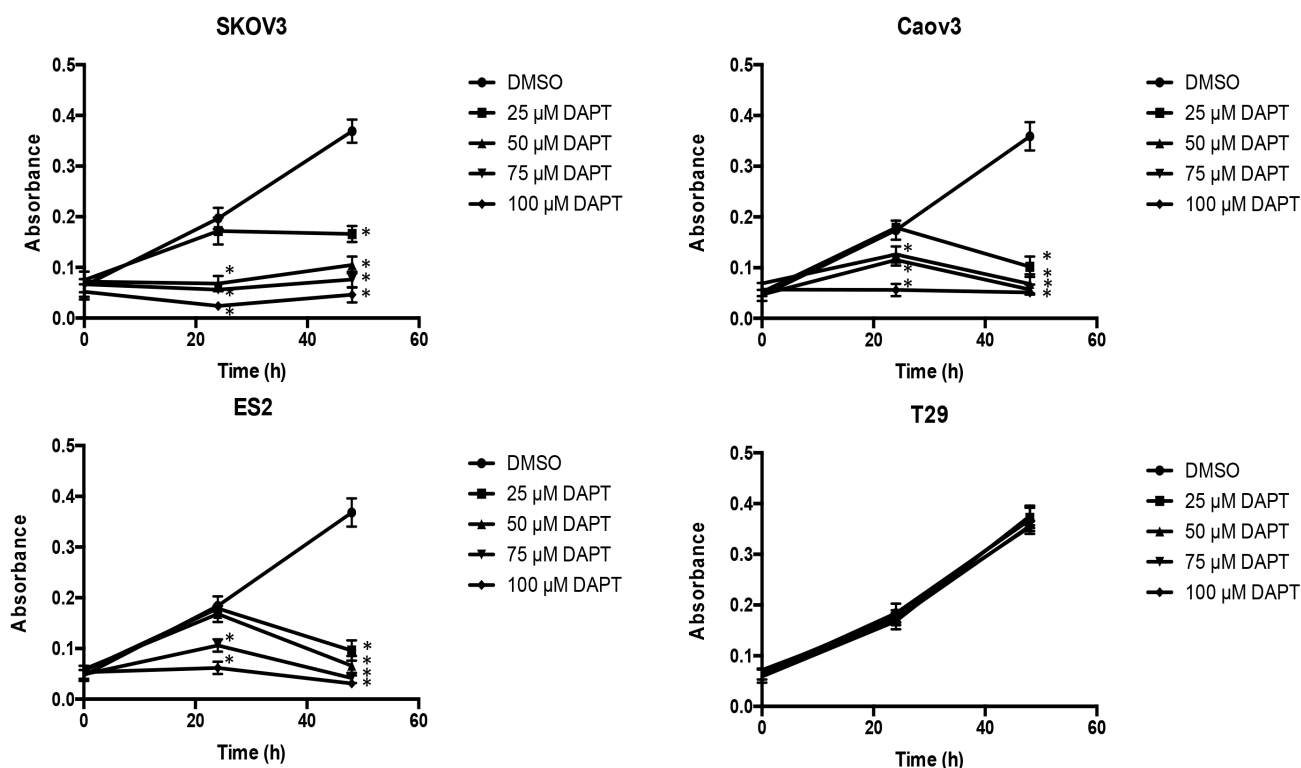 SKOV3
0.5
0.4
0.3
0.2
0.1
0.0
Absorbance
*
*
*
*
*
*
*
0
20
40
60
Time (h)
DMSO
25 µM DAPT
50 µM DAPT
75 µM DAPT
100 µM DAPT
Caov3
0.5
0.4
0.3
0.2
0.1
0.0
Absorbance
*
*
*
*
*
*
*
0
20
40
60
Time (h)
DMSO
25 µM DAPT
50 µM DAPT
75 µM DAPT
100 µM DAPT
ES2
0.5
0.4
0.3
0.2
0.1
0.0
Absorbance
*
*
*
*
*
*
0
20
40
60
Time (h)
DMSO
25 µM DAPT
50 µM DAPT
75 µM DAPT
100 µM DAPT
T29
0.5
0.4
0.3
0.2
0.1
0.0
Absorbance
0
20
40
60
Time (h)
DMSO
25 µM DAPT
50 µM DAPT
75 µM DAPT
100 µM DAPT